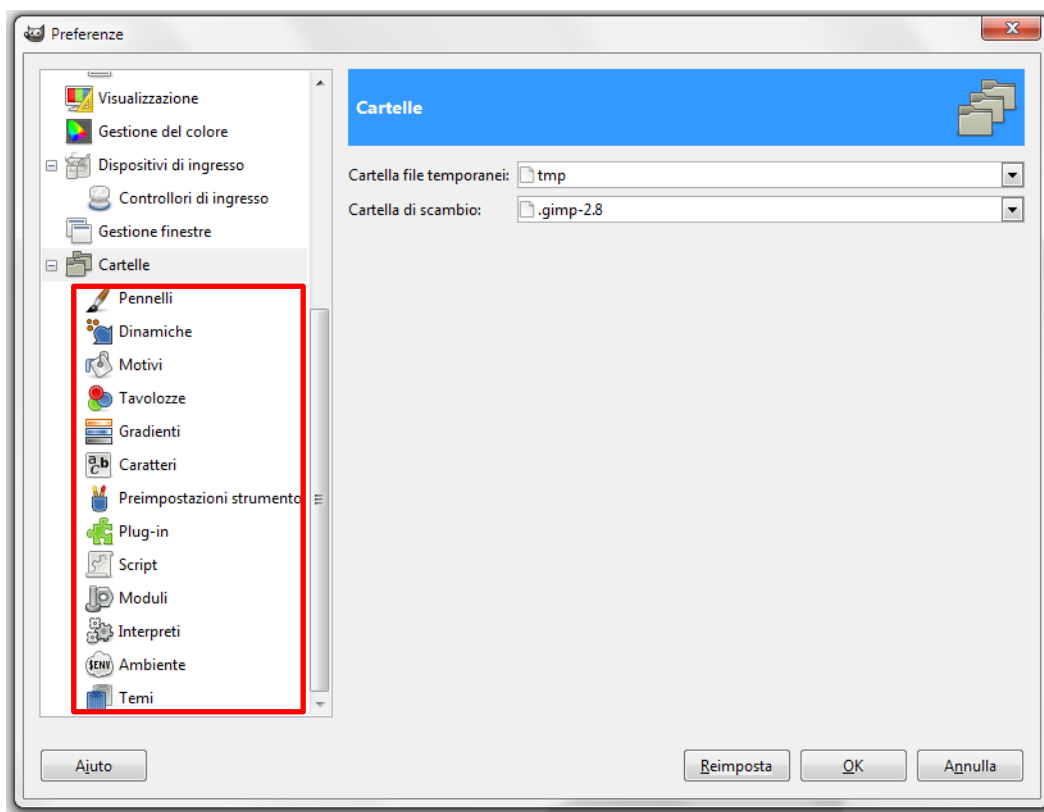 Preferenze
x
Visualizzazione
Gestione del colore
Dispositivi di ingresso
Controllori di ingresso
Gestione finestre
Cartelle
Pennelli
Dinamiche
Motivi
Tavolozze
Gradienti
a b c
Caratteri
Preimpostazioni strumento
Plug-in
Script
Moduli
Interpreti
$ENV
Ambiente
Temi
Cartelle
Cartella file temporanei:
tmp
Cartella di scambio:
.gimp-2.8
Aiuto
Reimposta
OK
Annulla